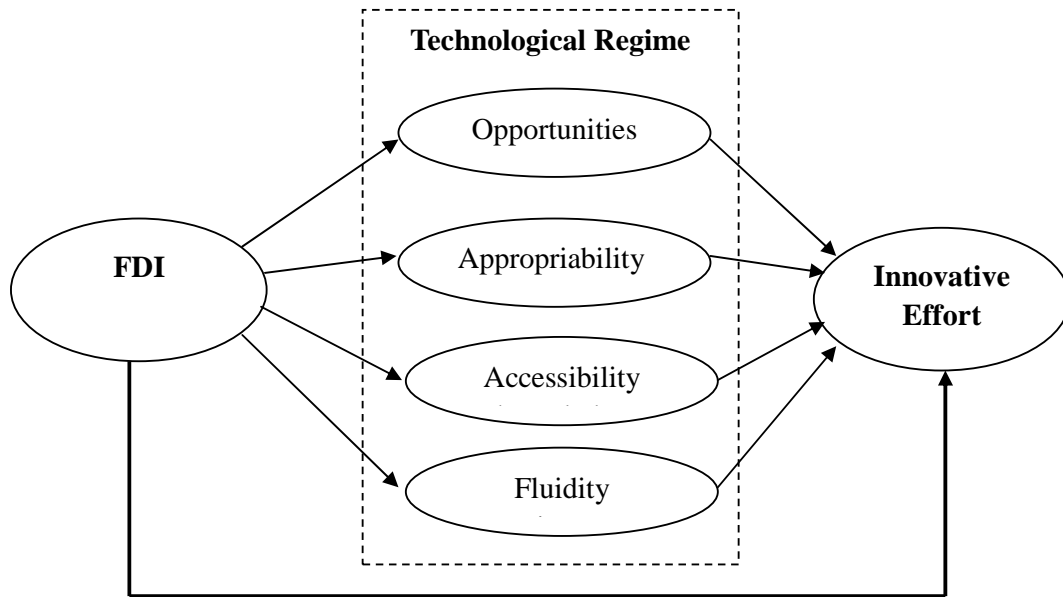 Technological Regime
Opportunities
FDI
Appropriability
Innovative
Effort
Accessibility
Fluidity